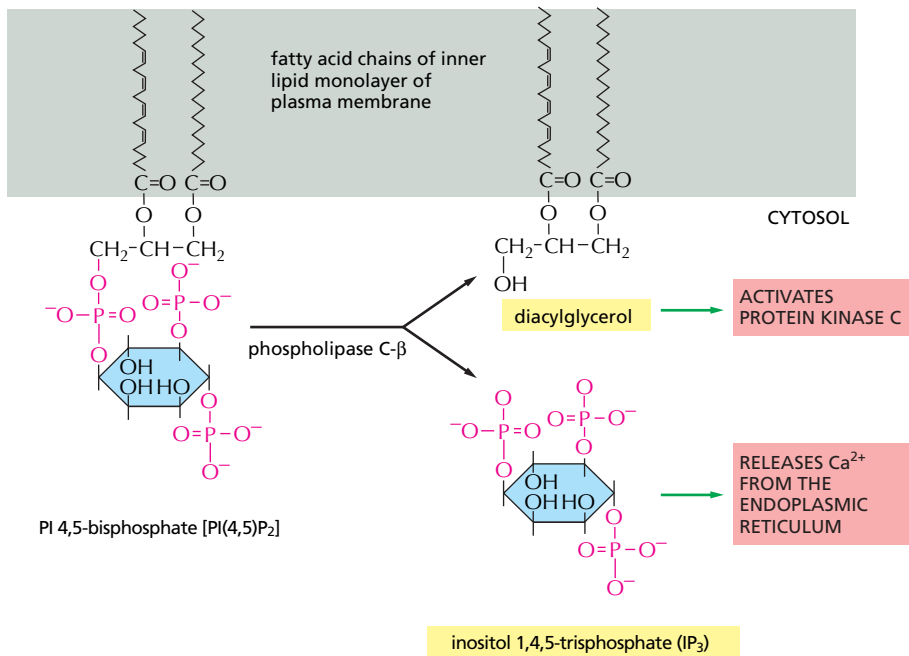 fatty acid chains of inner
lipid monolayer of
plasma membrane
C=O C=O
O O
CH₂–CH–CH₂
O O⁻
⁻O–P=O O=P–O⁻
O O
OH
OH HO
O
O=P–O⁻
O⁻
PI 4,5-bisphosphate [PI(4,5)P₂]
phospholipase C-β
C=O C=O
O O
CH₂–CH–CH₂
OH
CYTOSOL
diacylglycerol
ACTIVATES
PROTEIN KINASE C
O O⁻
⁻O–P=O O=P–O⁻
O O
OH
OH HO
O
O=P–O⁻
O⁻
RELEASES Ca²⁺
FROM THE
ENDOPLASMIC
RETICULUM
inositol 1,4,5-trisphosphate (IP₃)